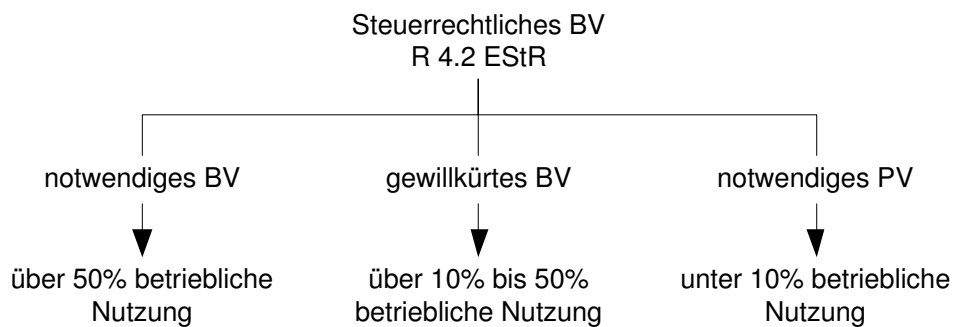 Steuerrechtliches BV
R 4.2 EStR
notwendiges BV
gewillkürtes BV
notwendiges PV
über 50% betriebliche
Nutzung
über 10% bis 50%
betriebliche Nutzung
unter 10% betriebliche
Nutzung